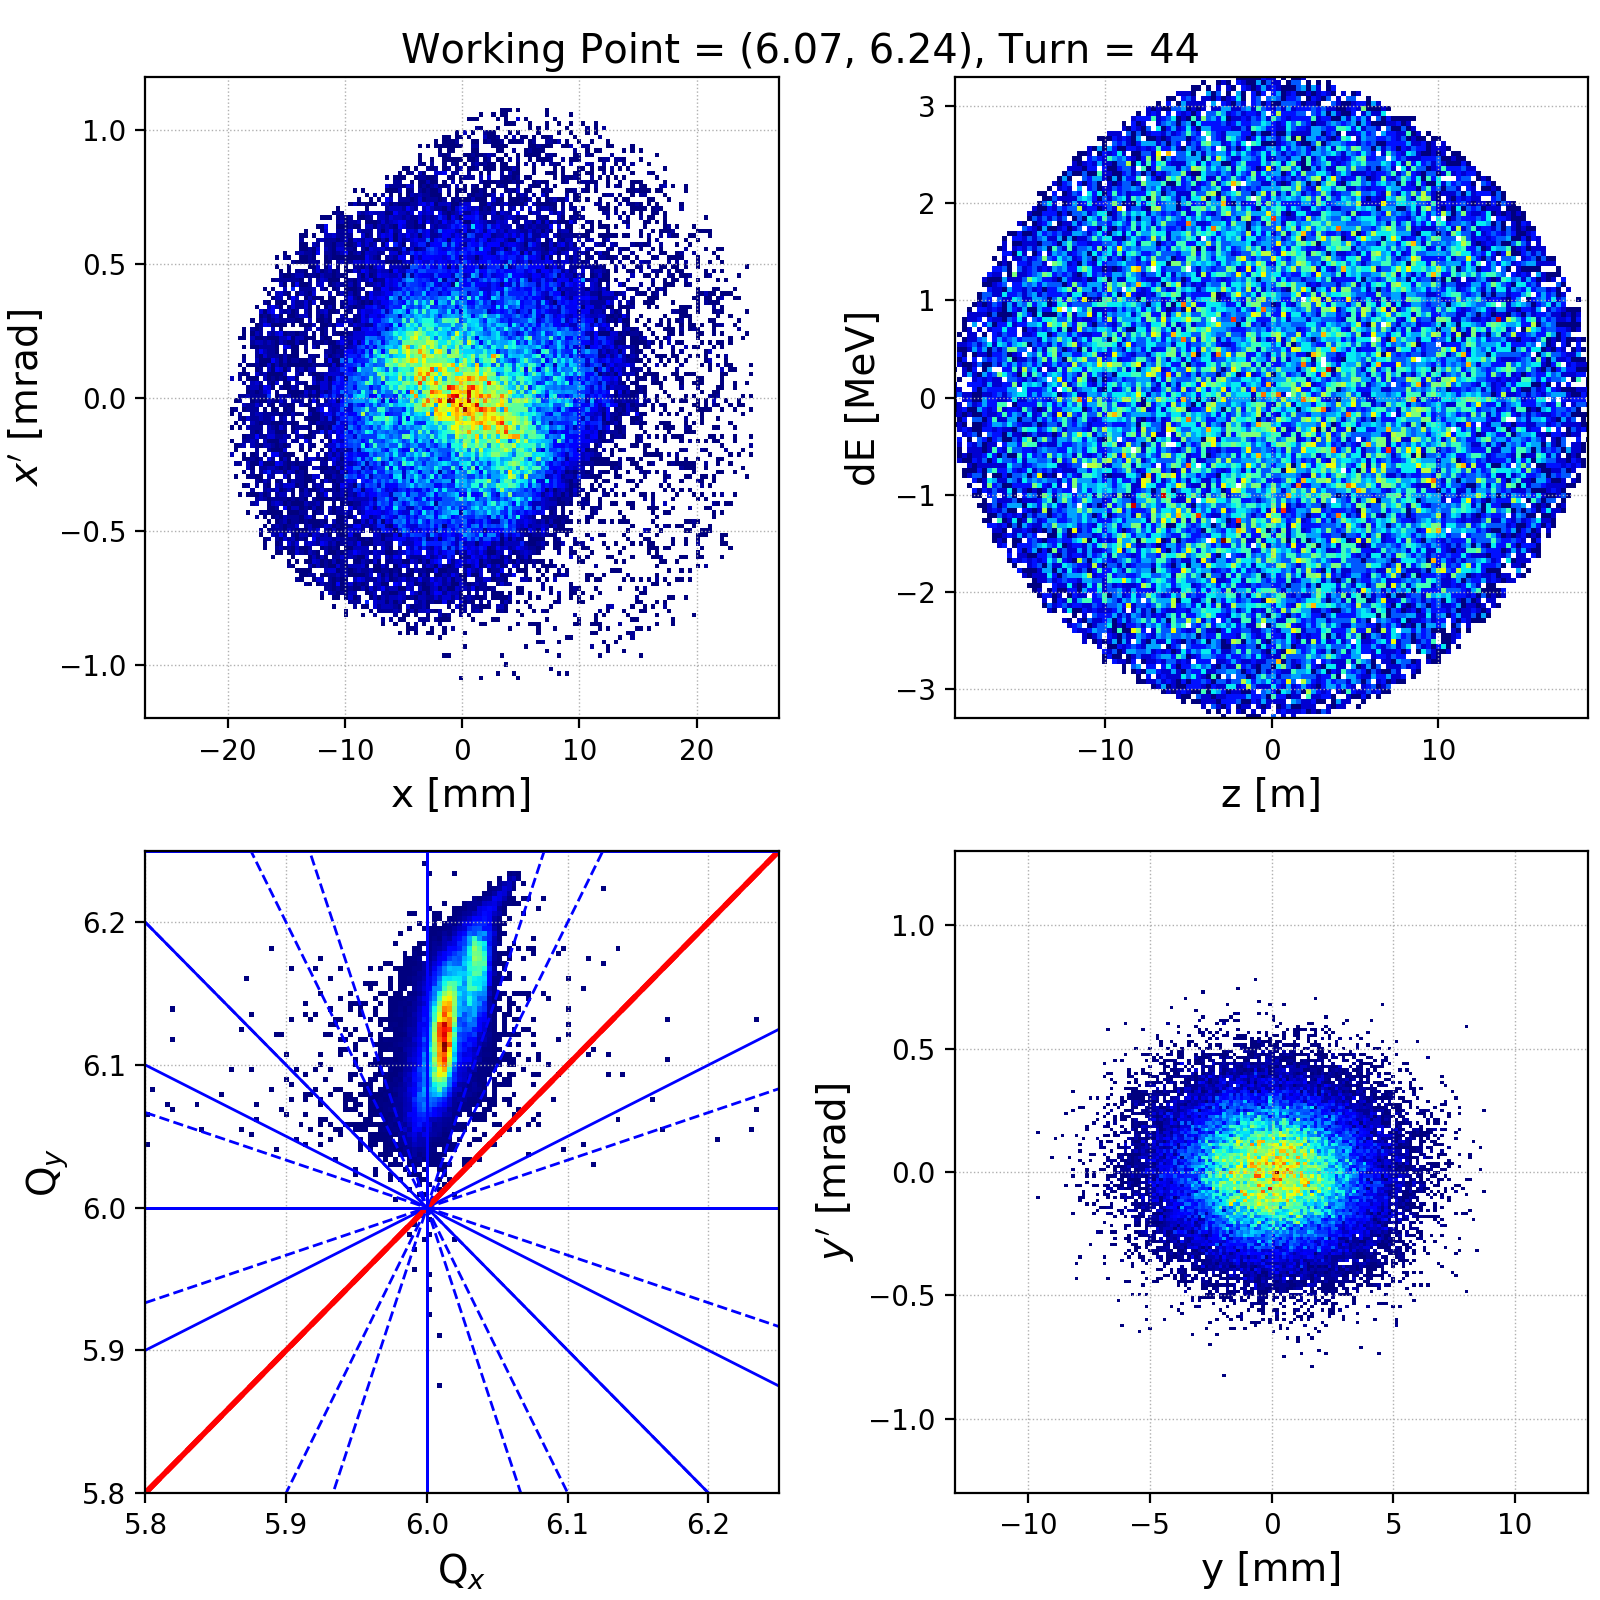 Working Point = (6.07, 6.24), Turn = 44
1.0
0.5
0.0
−0.5
−1.0
x′ [mrad]
−20 −10 0 10 20
x [mm]
3
2
1
0
−1
−2
−3
dE [MeV]
−10 0 10
z [m]
6.2
6.1
6.0
5.9
5.8
Qy
5.8 5.9 6.0 6.1 6.2
Qx
1.0
0.5
0.0
−0.5
−1.0
y′ [mrad]
−10 −5 0 5 10
y [mm]